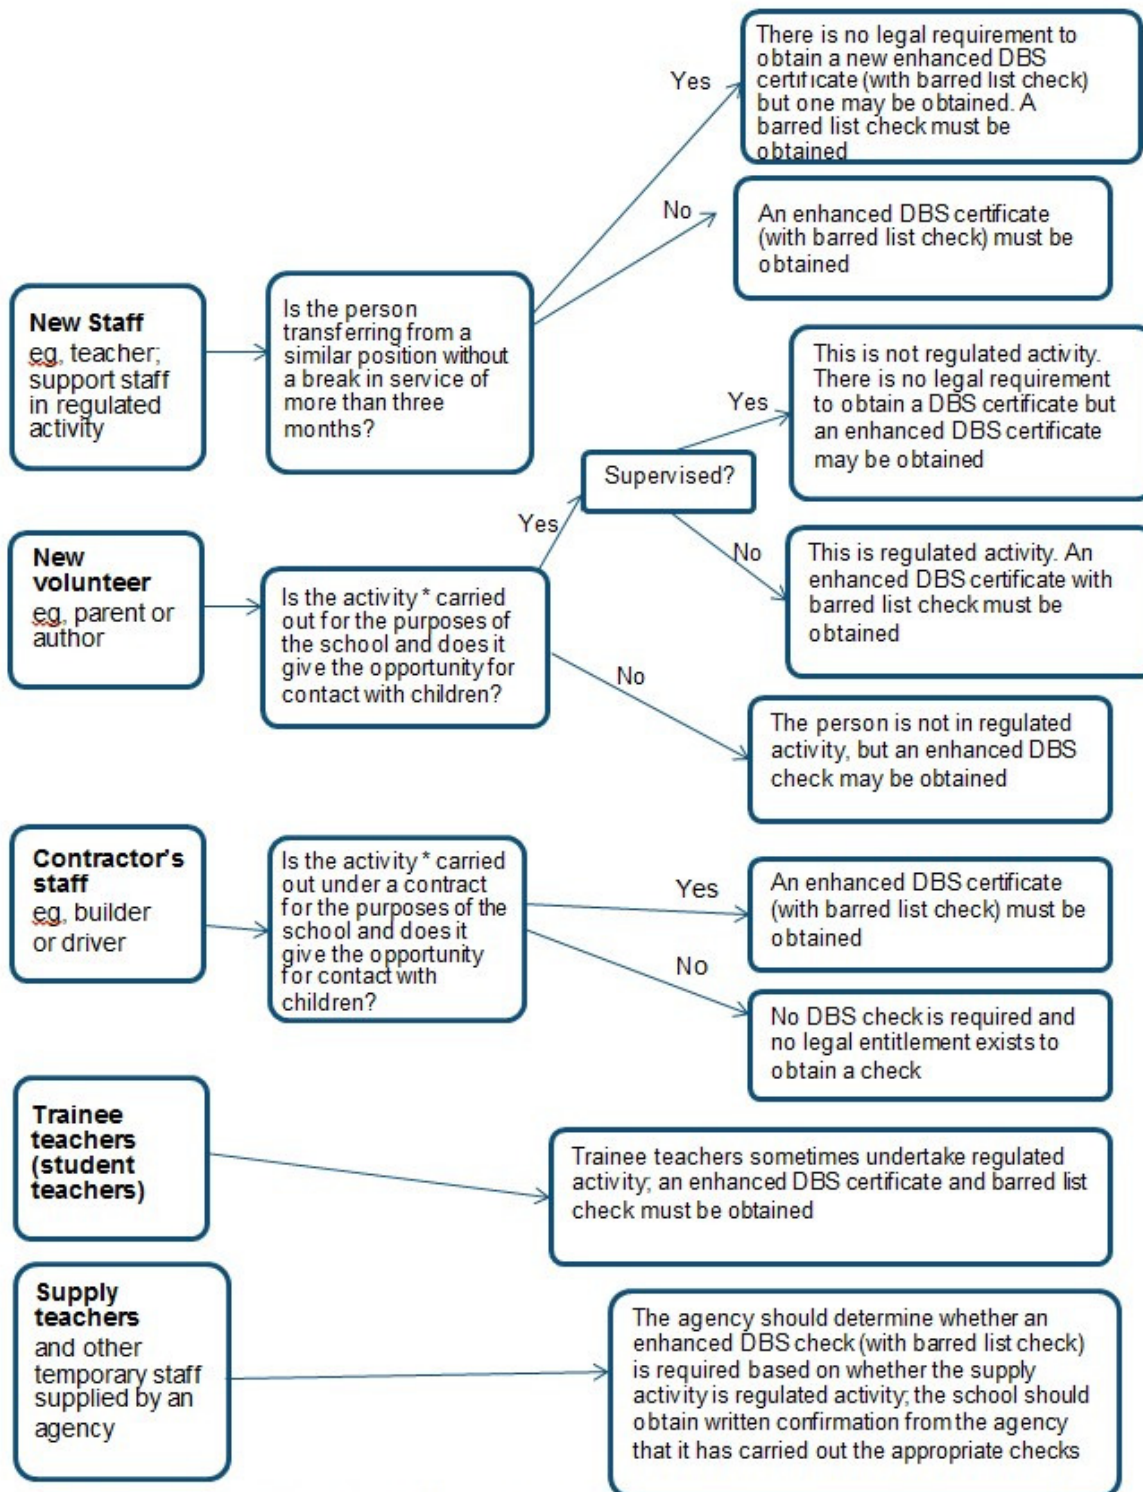 There is no legal requirement to
obtain a new enhanced DBS
certificate (with barred list check)
but one may be obtained. A
barred list check must be
obtained
Yes
No
An enhanced DBS certificate
(with barred list check) must be
obtained
New Staff
eg, teacher;
support staff
in regulated
activity
Is the person
transferring from a
similar position without
a break in service of
more than three
months?
This is not regulated activity.
There is no legal requirement
to obtain a DBS certificate but
an enhanced DBS certificate
may be obtained
Yes
Supervised?
Yes
No
This is regulated activity. An
enhanced DBS certificate with
barred list check must be
obtained
New
volunteer
eg, parent or
author
Is the activity * carried
out for the purposes of
the school and does it
give the opportunity for
contact with children?
No
The person is not in regulated
activity, but an enhanced DBS
check may be obtained
Contractor's
staff
eg, builder
or driver
Is the activity * carried
out under a contract
for the purposes of the
school and does it
give the opportunity
for contact with
children?
Yes
An enhanced DBS certificate
(with barred list check) must be
obtained
No
No DBS check is required and
no legal entitlement exists to
obtain a check
Trainee
teachers
(student
teachers)
Trainee teachers sometimes undertake regulated
activity; an enhanced DBS certificate and barred list
check must be obtained
Supply
teachers
and other
temporary staff
supplied by an
agency
The agency should determine whether an
enhanced DBS check (with barred list check)
is required based on whether the supply
activity is regulated activity; the school should
obtain written confirmation from the agency
that it has carried out the appropriate checks